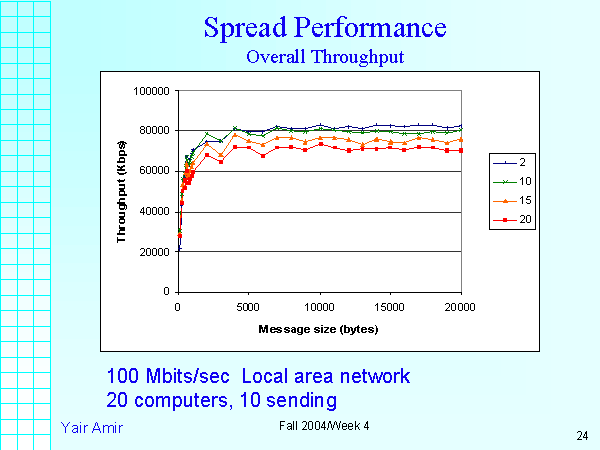 Spread Performance
Overall Throughput
100000
80000
60000
40000
20000
0
Throughput (Kbps)
0 5000 10000 15000 20000
Message size (bytes)
2
10
15
20
100 Mbits/sec Local area network
20 computers, 10 sending
Yair Amir Fall 2004/Week 4 24